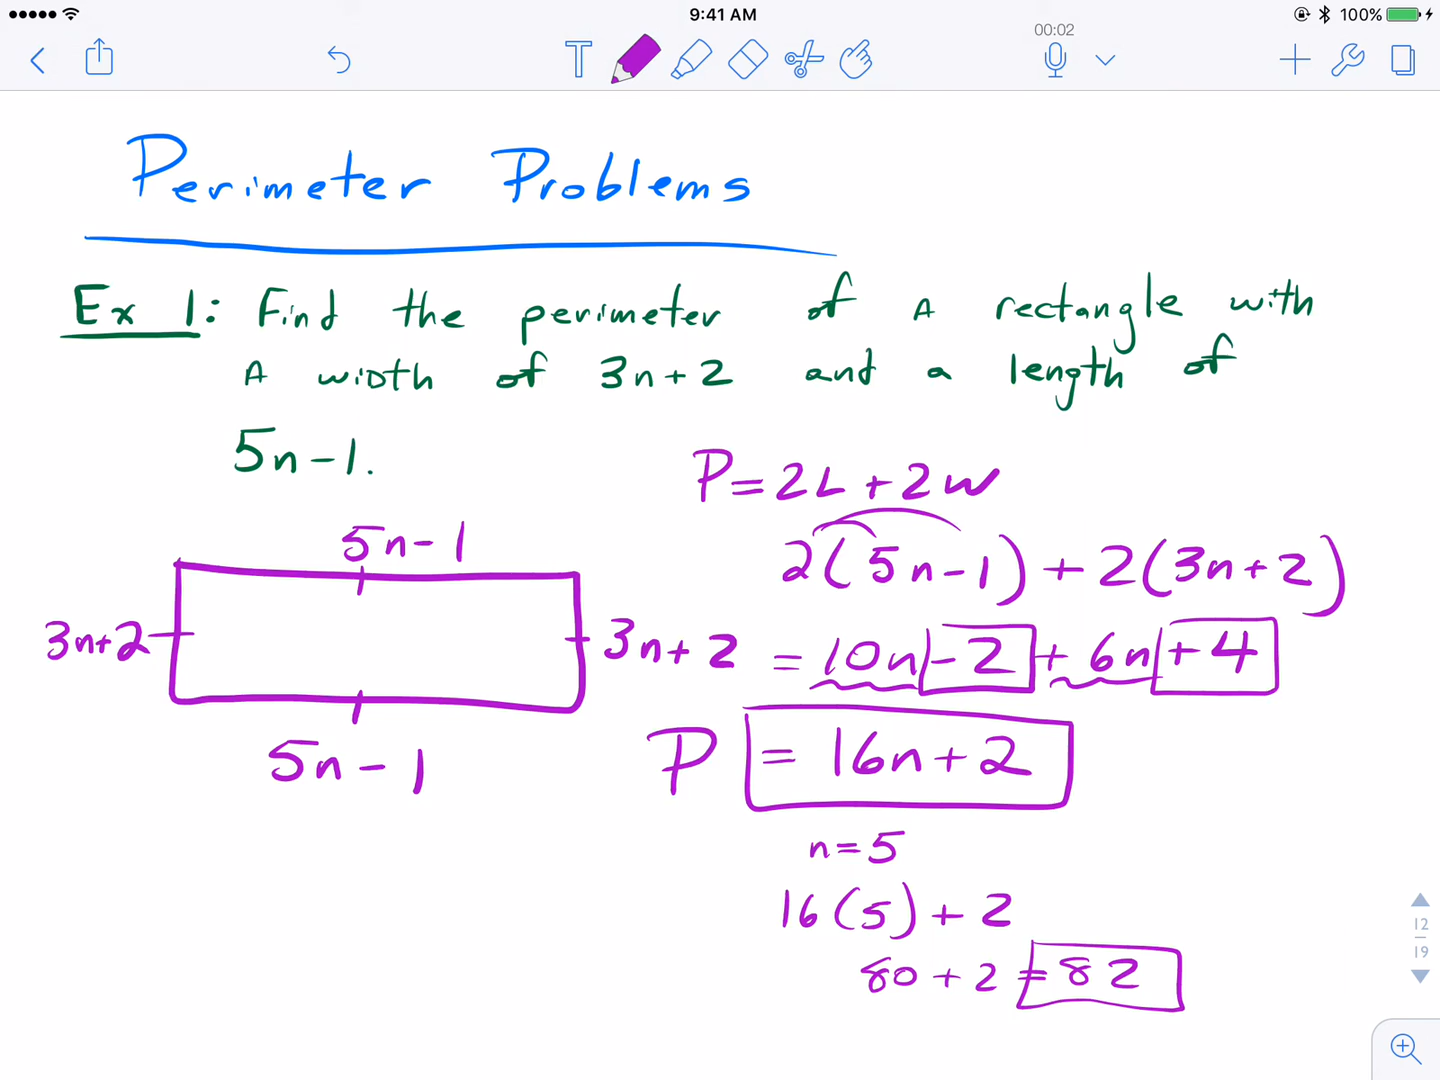 9:41 AM
100%
00:02
T
Perimeter Problems
Ex 1: Find the perimeter of A rectangle with
A width of 3n+2 and a length of
5n-1.
P=2L+2W
5n-1
2(5n-1)+2(3n+2)
3n+2
3n+2
=10n-2+6n+4
P = 16n+2
5n-1
n=5
16(5)+2
80+2=82
12
19